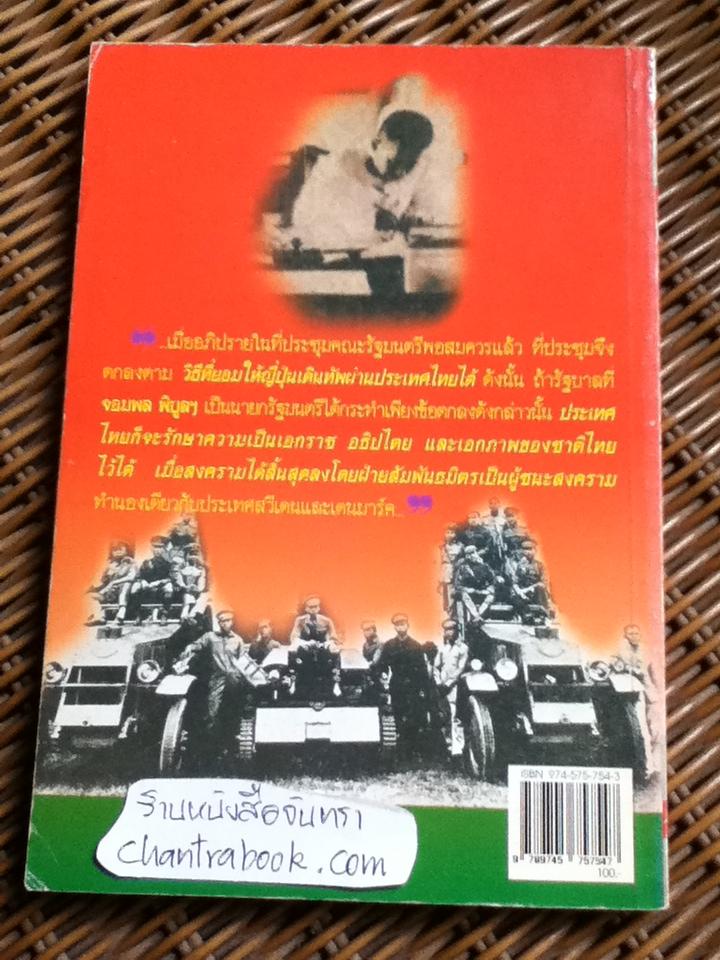 "..เมื่ออภิปรายในที่ประชุมคณะรัฐมนตรีพอสมควรแล้ว ที่ประชุมจึง
ตกลงตาม วิธีที่ยอมให้ญี่ปุ่นเดินทัพผ่านประเทศไทยได้ ดังนั้น ถ้ารัฐบาลที่
จอมพล พิบูลฯ เป็นนายกรัฐมนตรีได้กระทำเพียงข้อตกลงดังกล่าวนั้น ประเทศ
ไทยก็จะรักษาความเป็นเอกราช อธิปไตย และเอกภาพของชาติไทย
ไว้ได้ เมื่อสงครามได้สิ้นสุดลงโดยฝ่ายสัมพันธมิตรเป็นผู้ชนะสงคราม
ทำนองเดียวกับประเทศสวีเดนและเดนมาร์ค..."
ISBN 974-575-754-3
9 789745 757547
100.-
ร้านหนังสือจันทรา
chantrabook.com